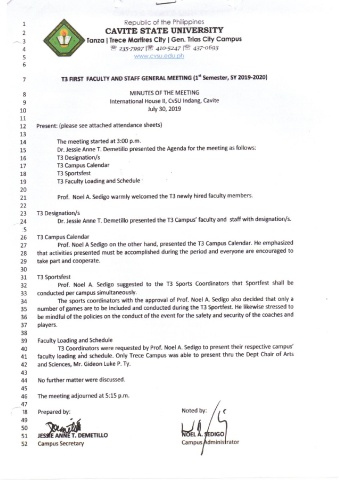 1 Republic of the Philippines
2 CAVITE STATE UNIVERSITY
3 Tanza | Trece Martires City | Gen. Trias City Campus
4 ☎ 235-7997 |☎ 410-5247 |☎ 437-0693
5 www.cvsu.edu.ph
6
7 T3 FIRST FACULTY AND STAFF GENERAL MEETING (1st Semester, SY 2019-2020)
8 MINUTES OF THE MEETING
9 International House II, CvSU Indang, Cavite
10 July 30, 2019
11
12 Present: (please see attached attendance sheets)
13
14 The meeting started at 3:00 p.m.
15 Dr. Jessie Anne T. Demetillo presented the Agenda for the meeting as follows:
16 T3 Designation/s
17 T3 Campus Calendar
18 T3 Sportsfest
19 T3 Faculty Loading and Schedule
20
21 Prof. Noel A. Sedigo warmly welcomed the T3 newly hired faculty members.
22
23 T3 Designation/s
24 Dr. Jessie Anne T. Demetillo presented the T3 Campus' faculty and staff with designation/s.
5
26 T3 Campus Calendar
27 Prof. Noel A Sedigo on the other hand, presented the T3 Campus Calendar. He emphasized
28 that activities presented must be accomplished during the period and everyone are encouraged to
29 take part and cooperate.
30
31 T3 Sportsfest
32 Prof. Noel A. Sedigo suggested to the T3 Sports Coordinators that Sportfest shall be
33 conducted per campus simultaneously.
34 The sports coordinators with the approval of Prof. Noel A. Sedigo also decided that only a
35 number of games are to be included and conducted during the T3 Sportfest. He likewise stressed to
36 be mindful of the policies on the conduct of the event for the safety and security of the coaches and
37 players.
38
39 Faculty Loading and Schedule
40 T3 Coordinators were requested by Prof. Noel A. Sedigo to present their respective campus'
41 faculty loading and schedule. Only Trece Campus was able to present thru the Dept Chair of Arts
42 and Sciences, Mr. Gideon Luke P. Ty.
43
44 No further matter were discussed.
45
46 The meeting adjourned at 5:15 p.m.
47
18 Prepared by: Noted by:
49
50
51 JESSIE ANNE T. DEMETILLO NOEL A. SEDIGO
52 Campus Secretary Campus Administrator